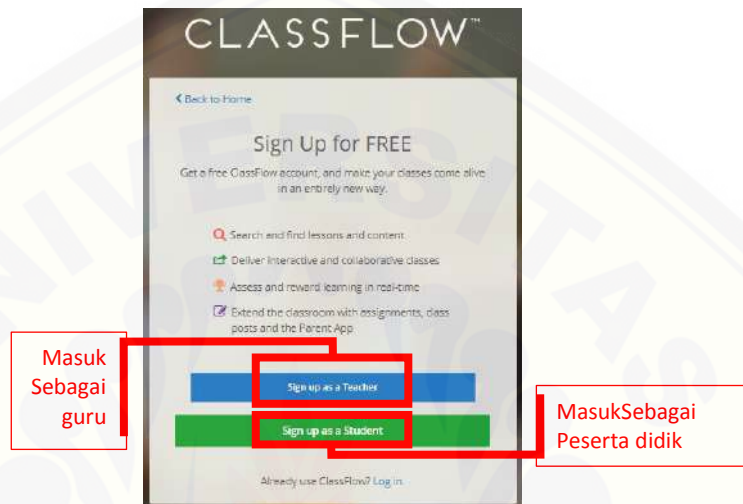 CLASSFLOW™
Back to Home
Sign Up for FREE
Get a free ClassFlow account, and make your classes come alive
in an entirely new way.
Search and find lessons and content
Deliver interactive and collaborative classes
Assess and reward learning in real-time
Extend the classroom with assignments, class
posts and the Parent App
Masuk
Sebagai
guru
Sign up as a Teacher
Sign up as a Student
MasukSebagai
Peserta didik
Already use ClassFlow? Log in.
UNIVERSITAS